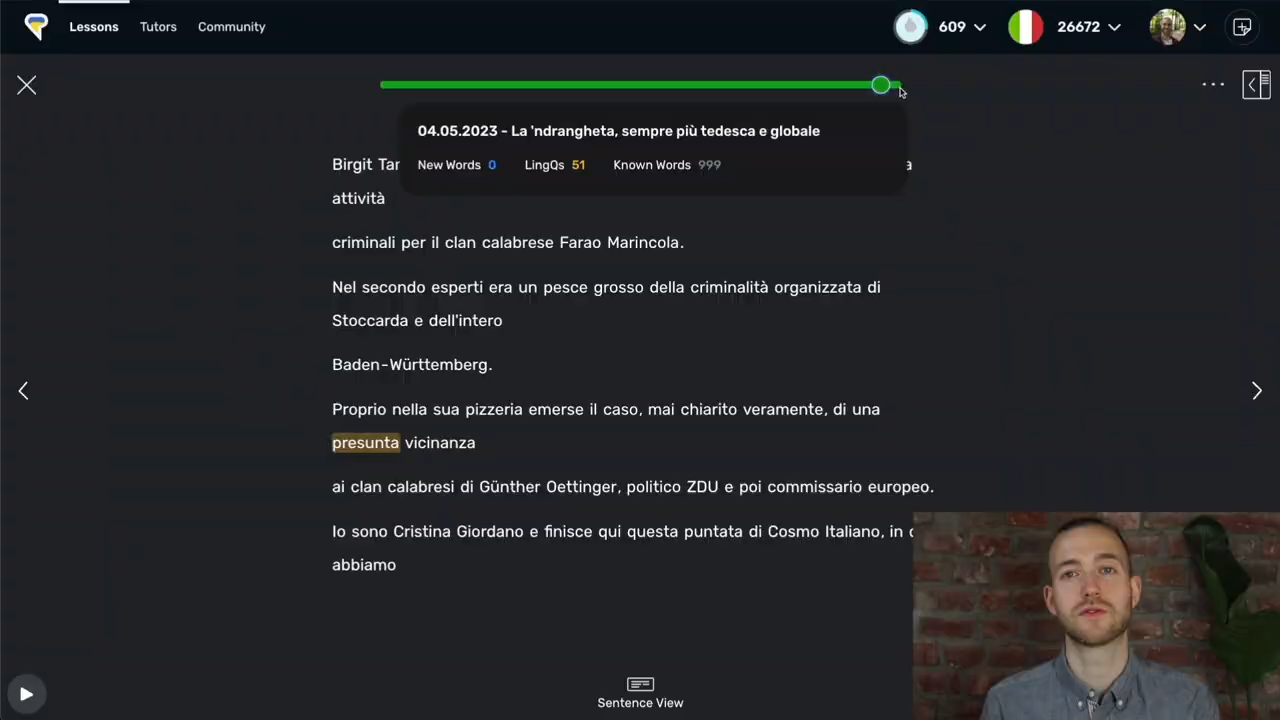 Lessons
Tutors
Community
609
26672
04.05.2023 - La 'ndrangheta, sempre più tedesca e globale
New Words 0
LingQs 51
Known Words 999
Birgit
a
attività
criminali per il clan calabrese Farao Marincola.
Nel secondo esperti era un pesce grosso della criminalità organizzata di
Stoccarda e dell'intero
Baden-Württemberg.
Proprio nella sua pizzeria emerse il caso, mai chiarito veramente, di una
presunta vicinanza
ai clan calabresi di Günther Oettinger, politico ZDU e poi commissario europeo.
Io sono Cristina Giordano e finisce qui questa puntata di Cosmo Italiano, in
abbiamo
Sentence View